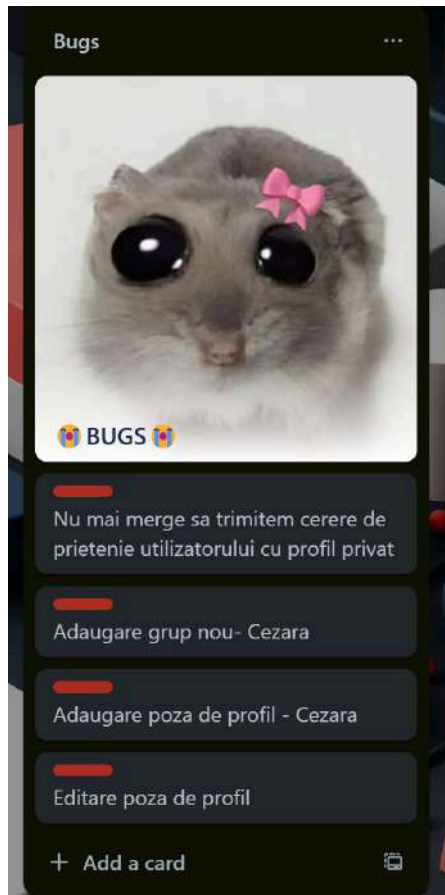 Bugs
😭 BUGS 😭
Nu mai merge sa trimitem cerere de
prietenie utilizatorului cu profil privat
Adaugare grup nou- Cezara
Adaugare poza de profil - Cezara
Editare poza de profil
+ Add a card